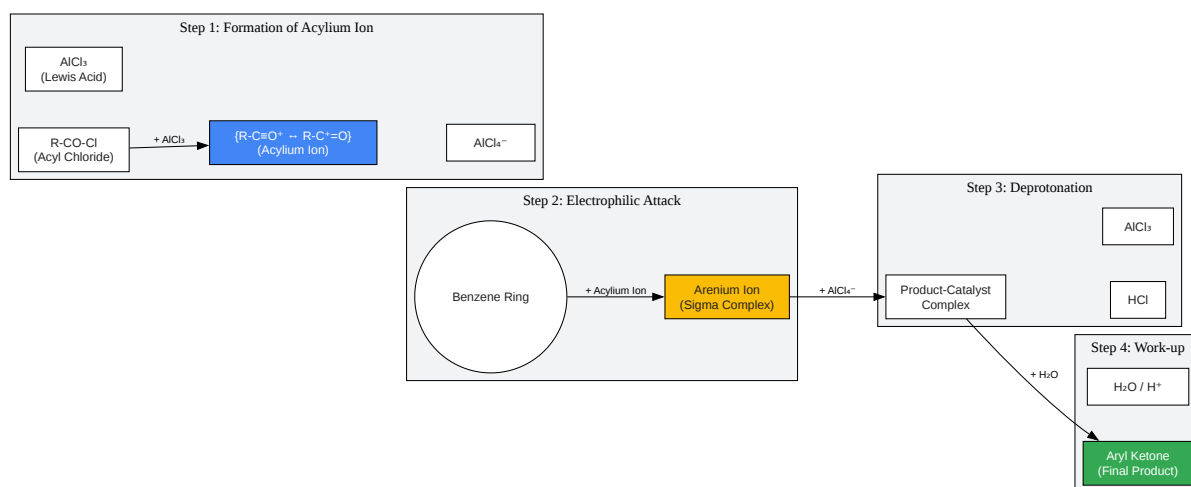 Step 1: Formation of Acylium Ion
AlCl₃
(Lewis Acid)
R-CO-Cl
(Acyl Chloride)
+ AlCl₃
{R-C≡O⁺ ↔ R-C⁺=O}
(Acylium Ion)
AlCl₄⁻
Step 2: Electrophilic Attack
Benzene Ring
+ Acylium Ion
Arenium Ion
(Sigma Complex)
+ AlCl₄⁻
Step 3: Deprotonation
AlCl₃
Product-Catalyst
Complex
HCl
+ H₂O
Step 4: Work-up
H₂O / H⁺
Aryl Ketone
(Final Product)